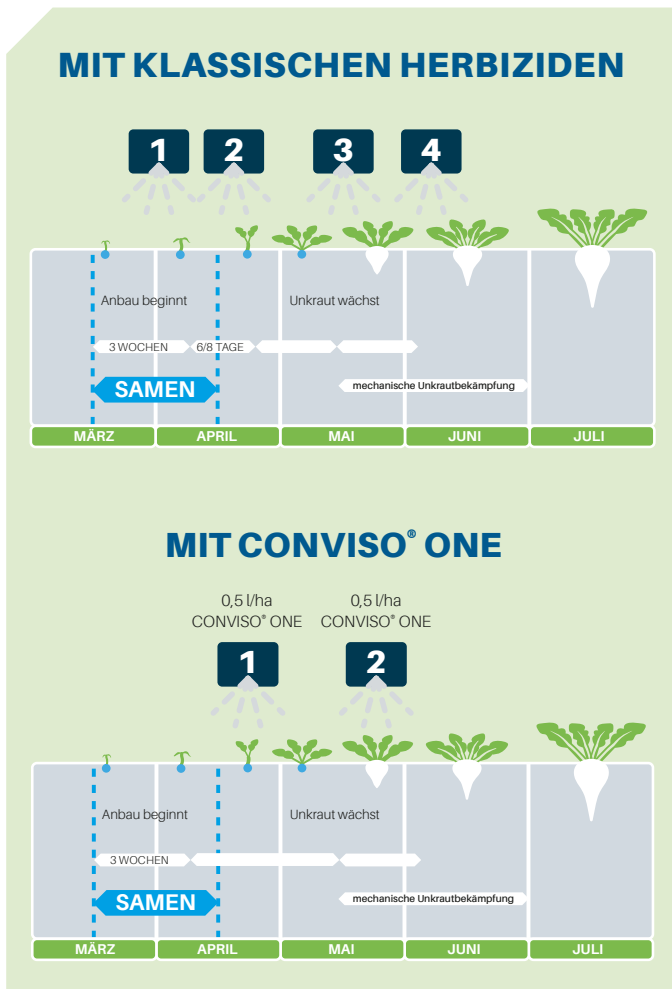 MIT KLASSISCHEN HERBIZIDEN
1 2 3 4
Anbau beginnt Unkraut wächst
3 WOCHEN 6/8 TAGE
SAMEN mechanische Unkrautbekämpfung
MÄRZ APRIL MAI JUNI JULI
MIT CONVISO® ONE
0,5 l/ha 0,5 l/ha
CONVISO® ONE CONVISO® ONE
1 2
Anbau beginnt Unkraut wächst
3 WOCHEN
SAMEN mechanische Unkrautbekämpfung
MÄRZ APRIL MAI JUNI JULI